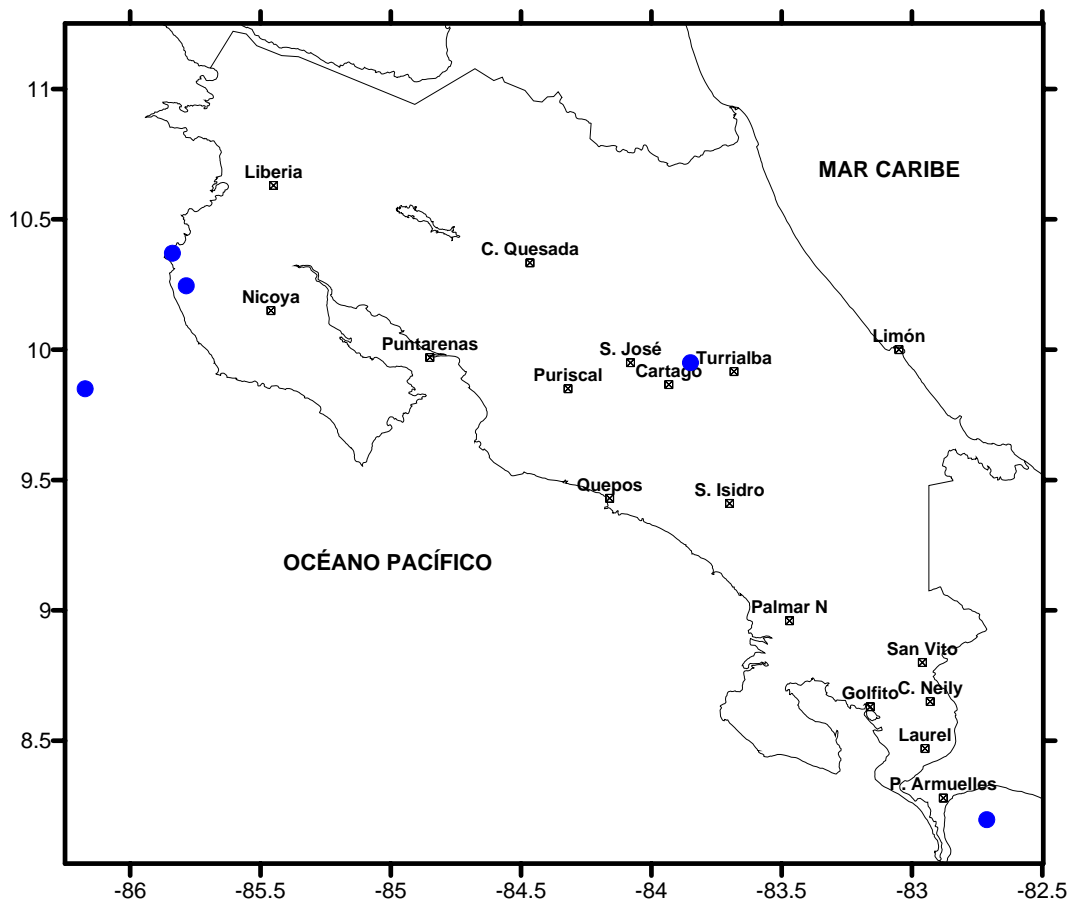 11
MAR CARIBE
Liberia
10.5
C. Quesada
Nicoya
Limón
Puntarenas
S. José
10
Turrialba
Cartago
Puriscal
Quepos
9.5
S. Isidro
OCÉANO PACÍFICO
Palmar N
9
San Vito
C. Neily
Golfito
Laurel
8.5
P. Armuelles
-86
-85.5
-85
-84.5
-84
-83.5
-83
-82.5